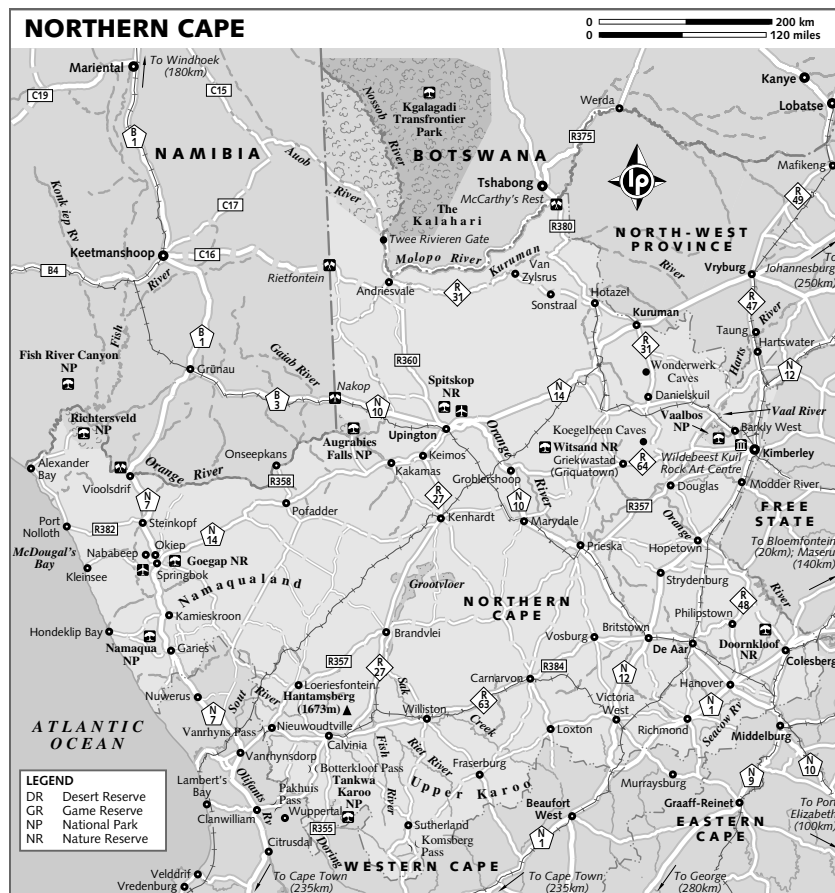 NORTHERN CAPE
0 200 km
0 120 miles
To Windhoek
(180km)
Mariental
C19
C15
B
1
NAMIBIA
Nossob
River
Auob
River
Kgalagadi
Transfrontier
Park
BOTSWANA
Werda
R375
Kanye
Lobatse
Mafikeng
R
49
Tshabong
McCarthy's Rest
R380
lp
The
Kalahari
Konkiep Rv
C17
Keetmanshoop
C16
B4
River
Fish
Rietfontein
Twee Rivieren Gate
Molopo River
Kuruman
River
Andriesvale
R
31
Van
Zylsrus
Sonstraal
Hotazel
NORTH-WEST
PROVINCE
To
Johannesburg
(250km)
Vryburg
R
47
Kuruman
R
31
Taung
Harts
River
Hartswater
N
12
B
1
Fish River Canyon
NP
Grünau
Gaiab River
B
3
Nakop
N
10
R360
Spitskop
NR
N
14
Wonderwerk
Caves
Danielskuil
Vaalbos
NP
Vaal River
Barkly West
Richtersveld
NP
Augrabies
Falls NP
Upington
Orange
River
Koegelbeen Caves
Witsand NR
Griekwastad
(Griquatown)
R
64
Wildebeest Kuil
Rock Art Centre
Kimberley
Alexander
Bay
Orange
River
Onseepkans
Keimos
Kakamas
Groblershoop
Douglas
Modder River
Vioolsdrif
R358
Pofadder
R
27
N
10
R357
Orange
River
FREE
STATE
Port
Nolloth
R382
N
7
Steinkopf
N
14
Kenhardt
Marydale
Prieska
Hopetown
To Bloemfontein
(20km); Maseru
(140km)
McDougal's
Bay
Nababeep
Okiep
Goegap NR
Kleinsee
Springbok
Namaqualand
Grootvloer
Strydenburg
NORTHERN
CAPE
Philipstown
R
48
Kamieskroon
Hondeklip Bay
Namaqua
NP
Garies
Brandvlei
Vosburg
Britstown
De Aar
Doornkloof
NR
Colesberg
R357
R
27
Sak
R384
Carnarvon
N
12
Hanover
Nuwerus
Sout
River
Loeriesfontein
Hantamsberg
(1673m)
N
7
Williston
R
63
Creek
Victoria
West
N
1
Richmond
Seacow Rv
Vanrhyns Pass
Nieuwoudtville
Calvinia
Loxton
Middelburg
ATLANTIC
OCEAN
Vanrhynsdorp
Botterkloof Pass
Fish
River
Riet River
Fraserburg
Murraysburg
N
9
N
10
LEGEND
DR Desert Reserve
GR Game Reserve
NP National Park
NR Nature Reserve
Lambert's
Bay
Olifants Rv
Pakhuis
Pass
Tankwa
Karoo
NP
Upper Karoo
Beaufort
West
Graaff-Reinet
To Port
Elizabeth
(100km)
Clanwilliam
Wuppertal
R355
Sutherland
Komsberg
Pass
N
1
EASTERN
CAPE
Citrusdal
Doring
WESTERN CAPE
Velddrif
Vredenburg
To Cape Town
(235km)
To Cape Town
(235km)
To George
(280km)